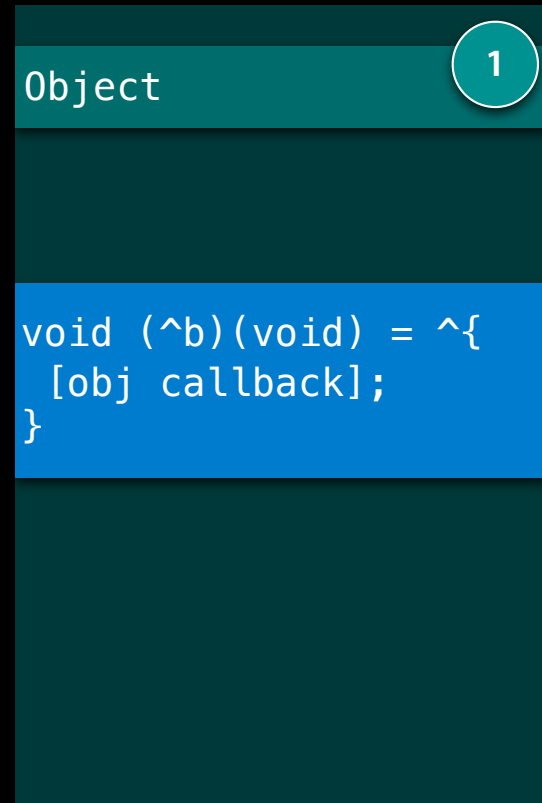 1
Object
void (^b)(void) = ^{
 [obj callback];
}